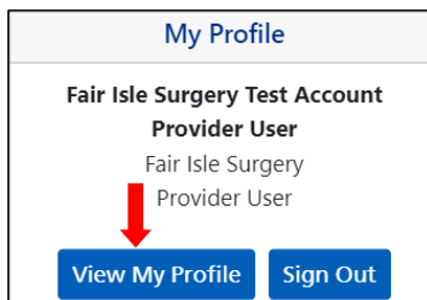 My Profile
Fair Isle Surgery Test Account
Provider User
Fair Isle Surgery
Provider User
View My Profile
Sign Out